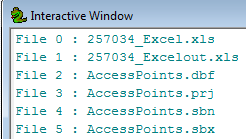 Interactive Window
File 0 : 257034_Excel.xls
File 1 : 257034_Excelout.xls
File 2 : AccessPoints.dbf
File 3 : AccessPoints.prj
File 4 : AccessPoints.sbn
File 5 : AccessPoints.sbx